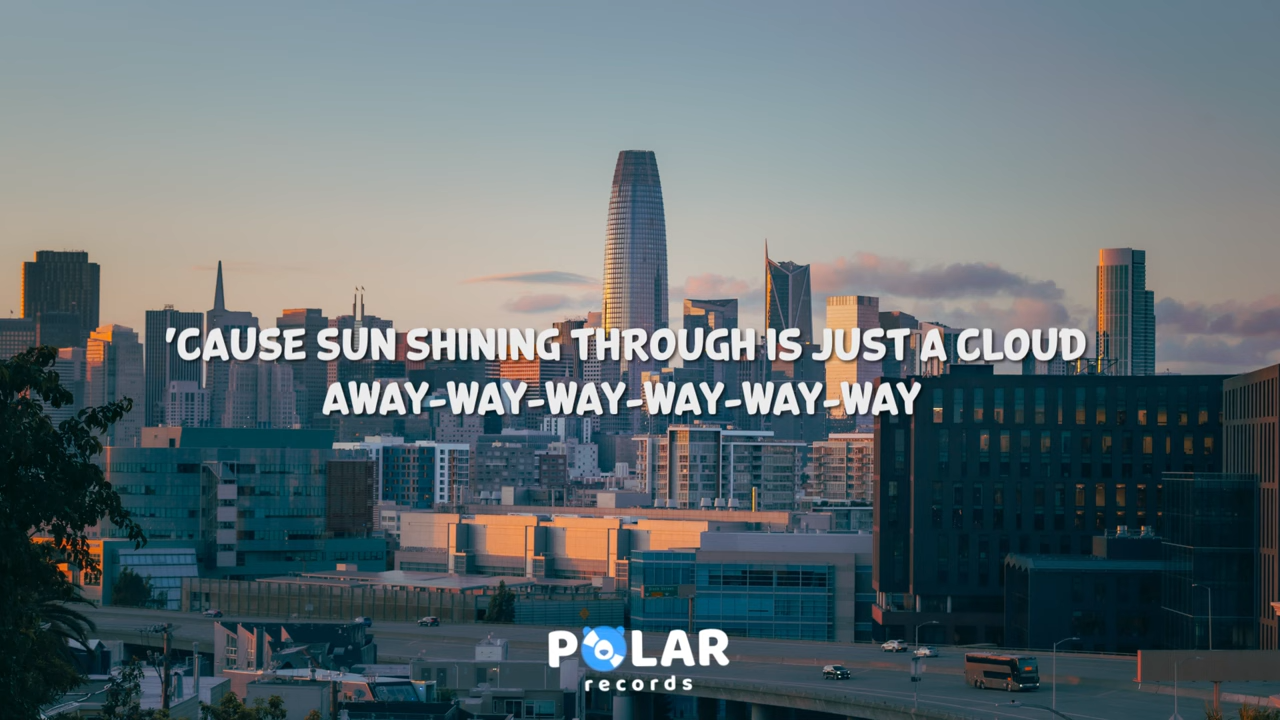 'CAUSE SUN SHINING THROUGH IS JUST A CLOUD
AWAY-WAY-WAY-WAY-WAY-WAY
POLAR
records